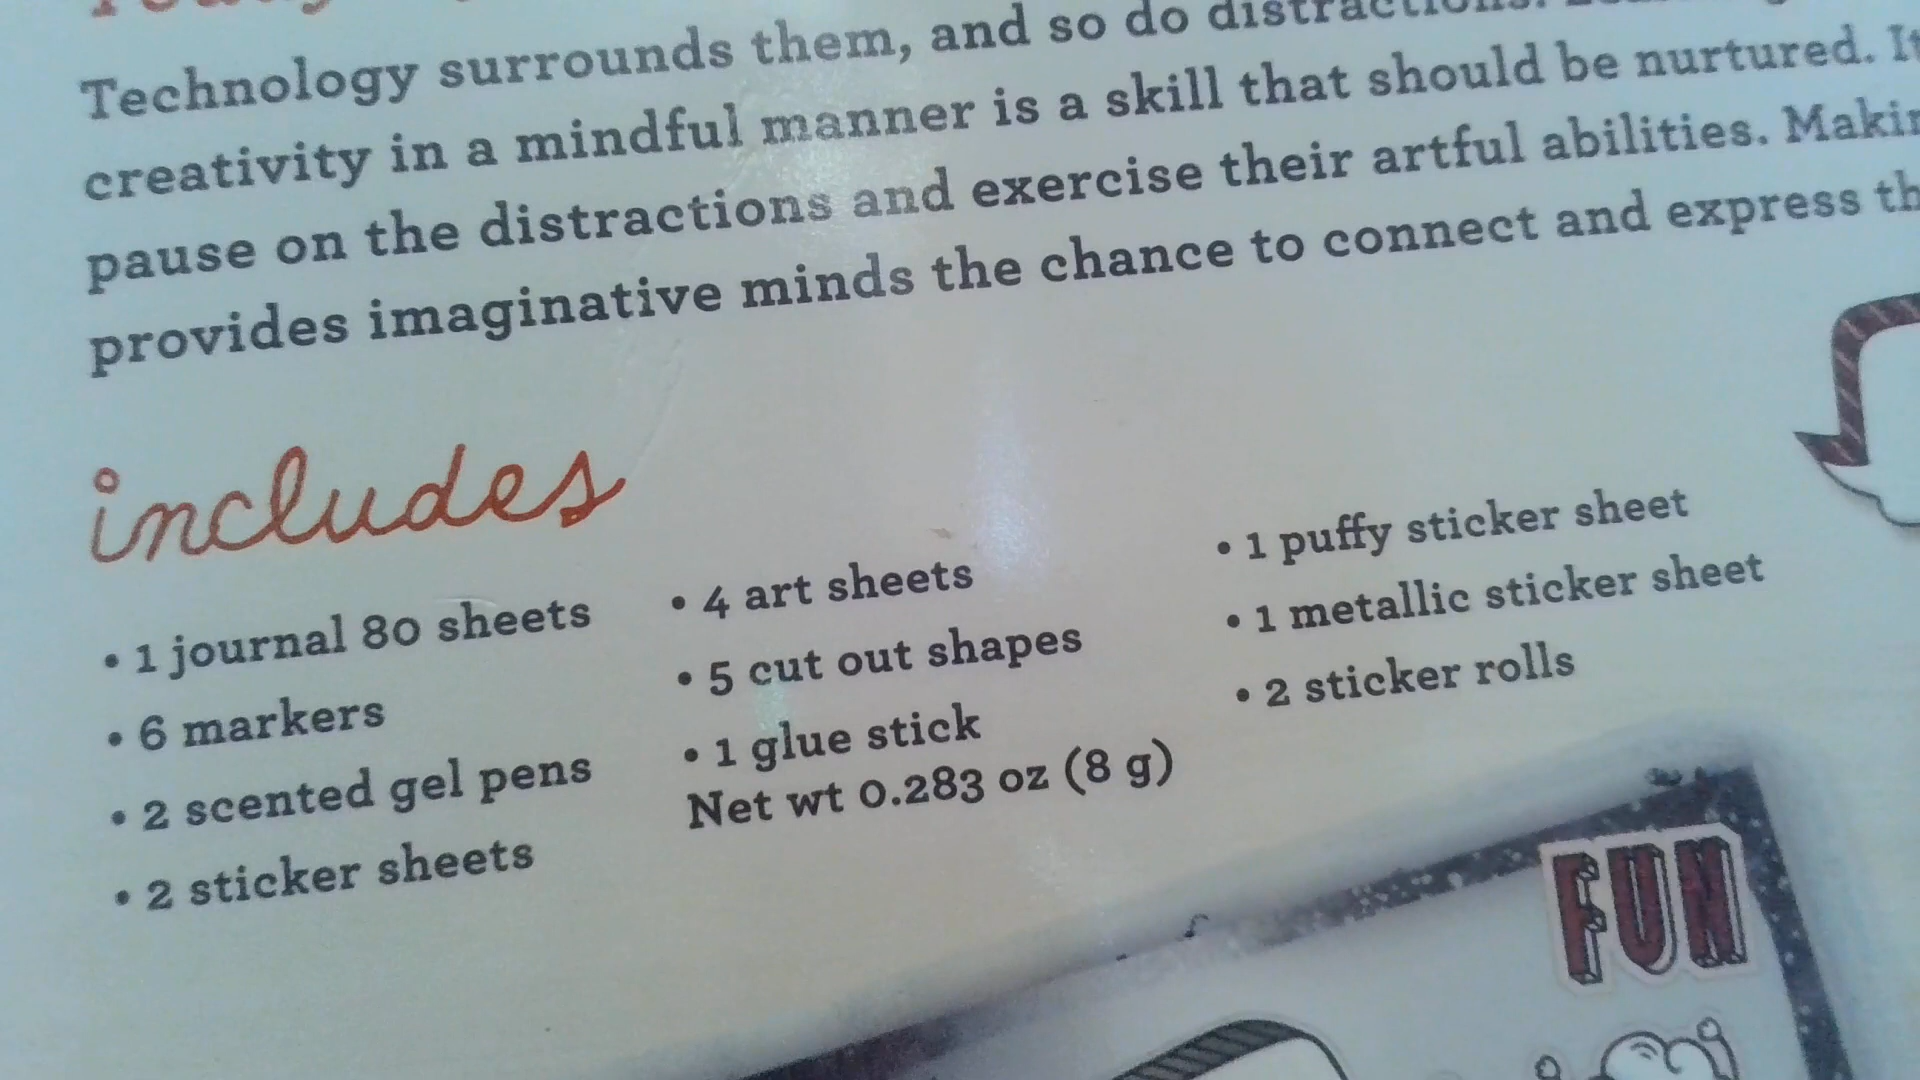 Technology surrounds them, and so do distractions.
creativity in a mindful manner is a skill that should be nurtured. It
pause on the distractions and exercise their artful abilities.
provides imaginative minds the chance to connect and express
includes
• 1 journal 80 sheets
• 6 markers
• 2 scented gel pens
• 2 sticker sheets
• 4 art sheets
• 5 cut out shapes
• 1 glue stick
Net wt 0.283 oz (8 g)
• 1 puffy sticker sheet
• 1 metallic sticker sheet
• 2 sticker rolls
FUN